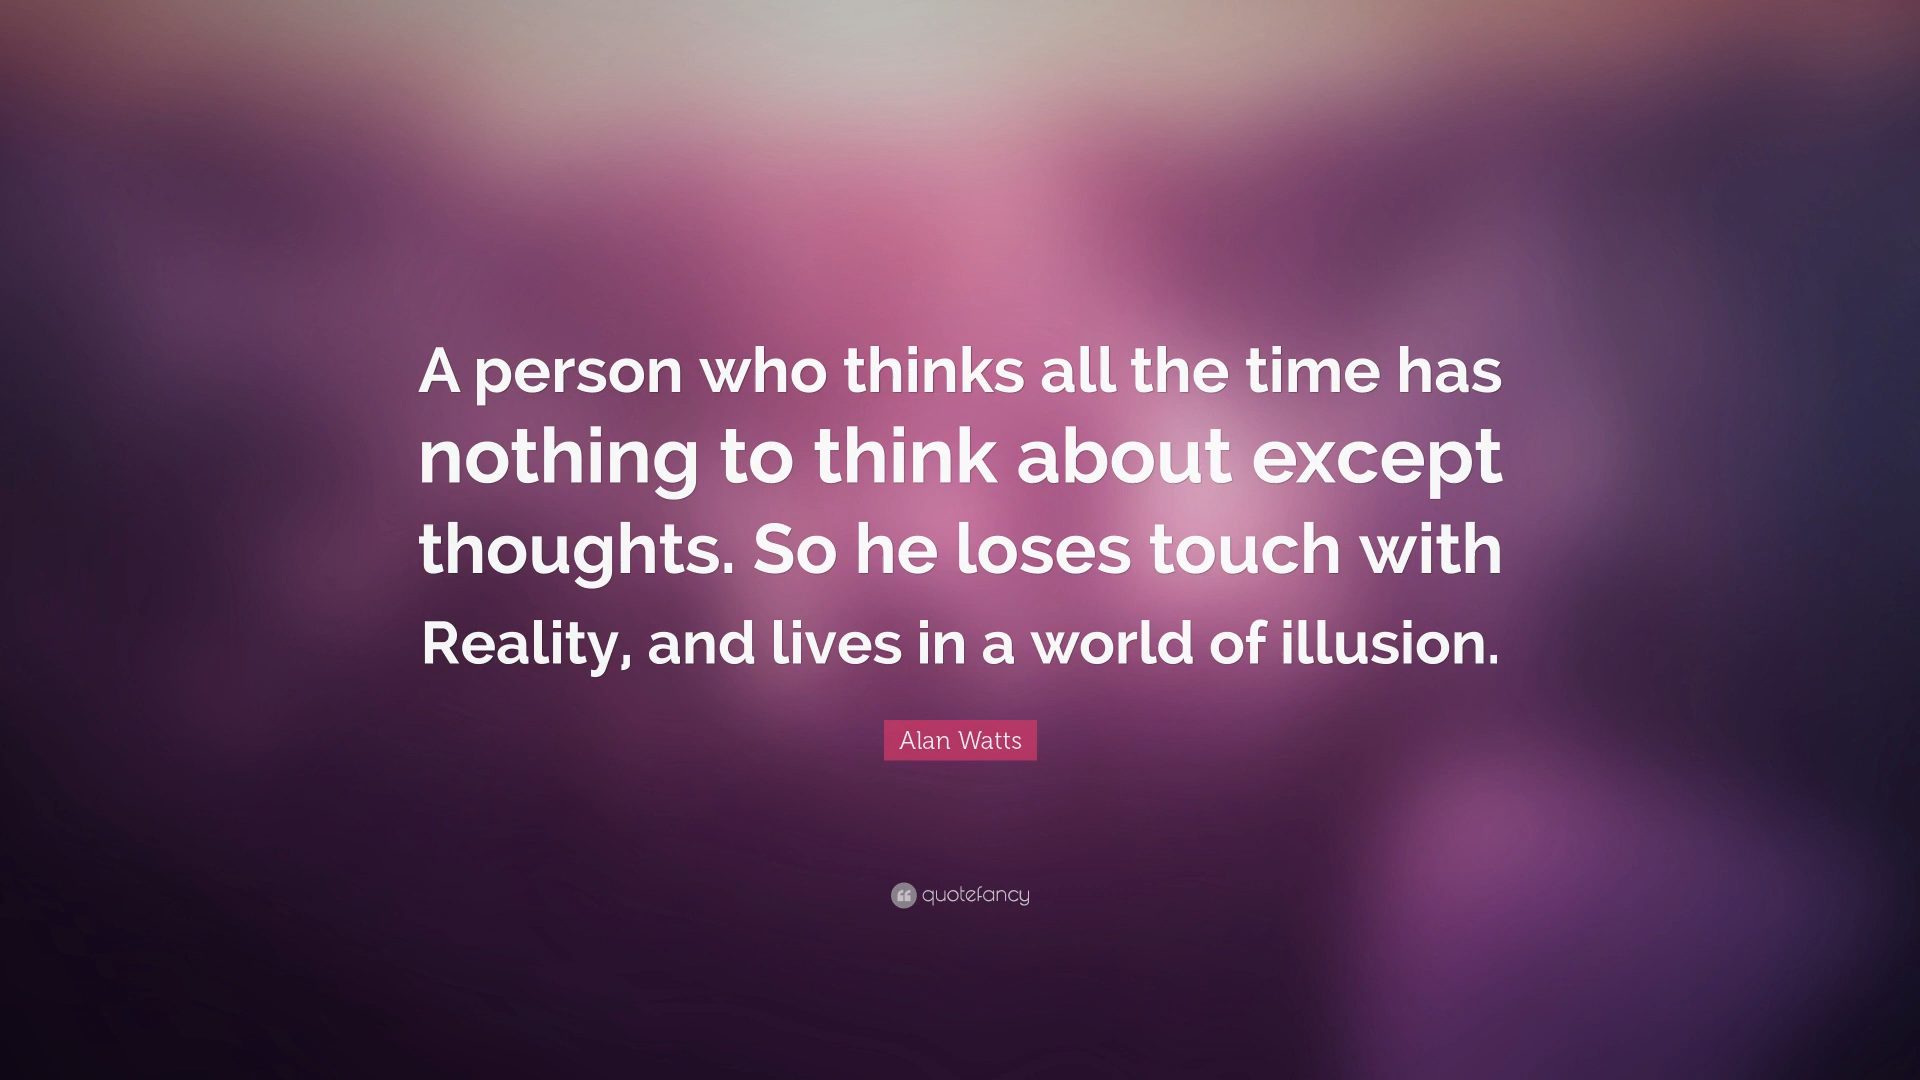 A person who thinks all the time has
nothing to think about except
thoughts. So he loses touch with
Reality, and lives in a world of illusion.
Alan Watts
quotefancy